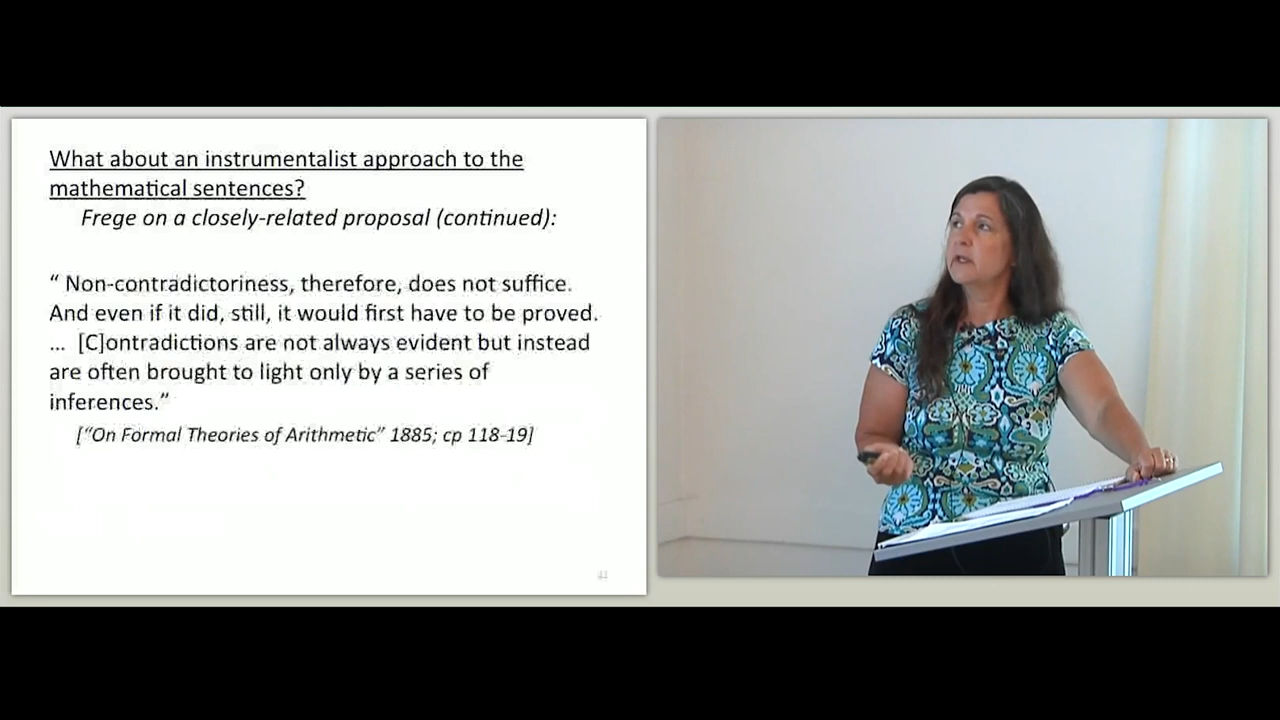 What about an instrumentalist approach to the
mathematical sentences?
Frege on a closely-related proposal (continued):
“ Non-contradictoriness, therefore, does not suffice.
And even if it did, still, it would first have to be proved.
… [C]ontradictions are not always evident but instead
are often brought to light only by a series of
inferences.”
[“On Formal Theories of Arithmetic” 1885; cp 118-19]
41